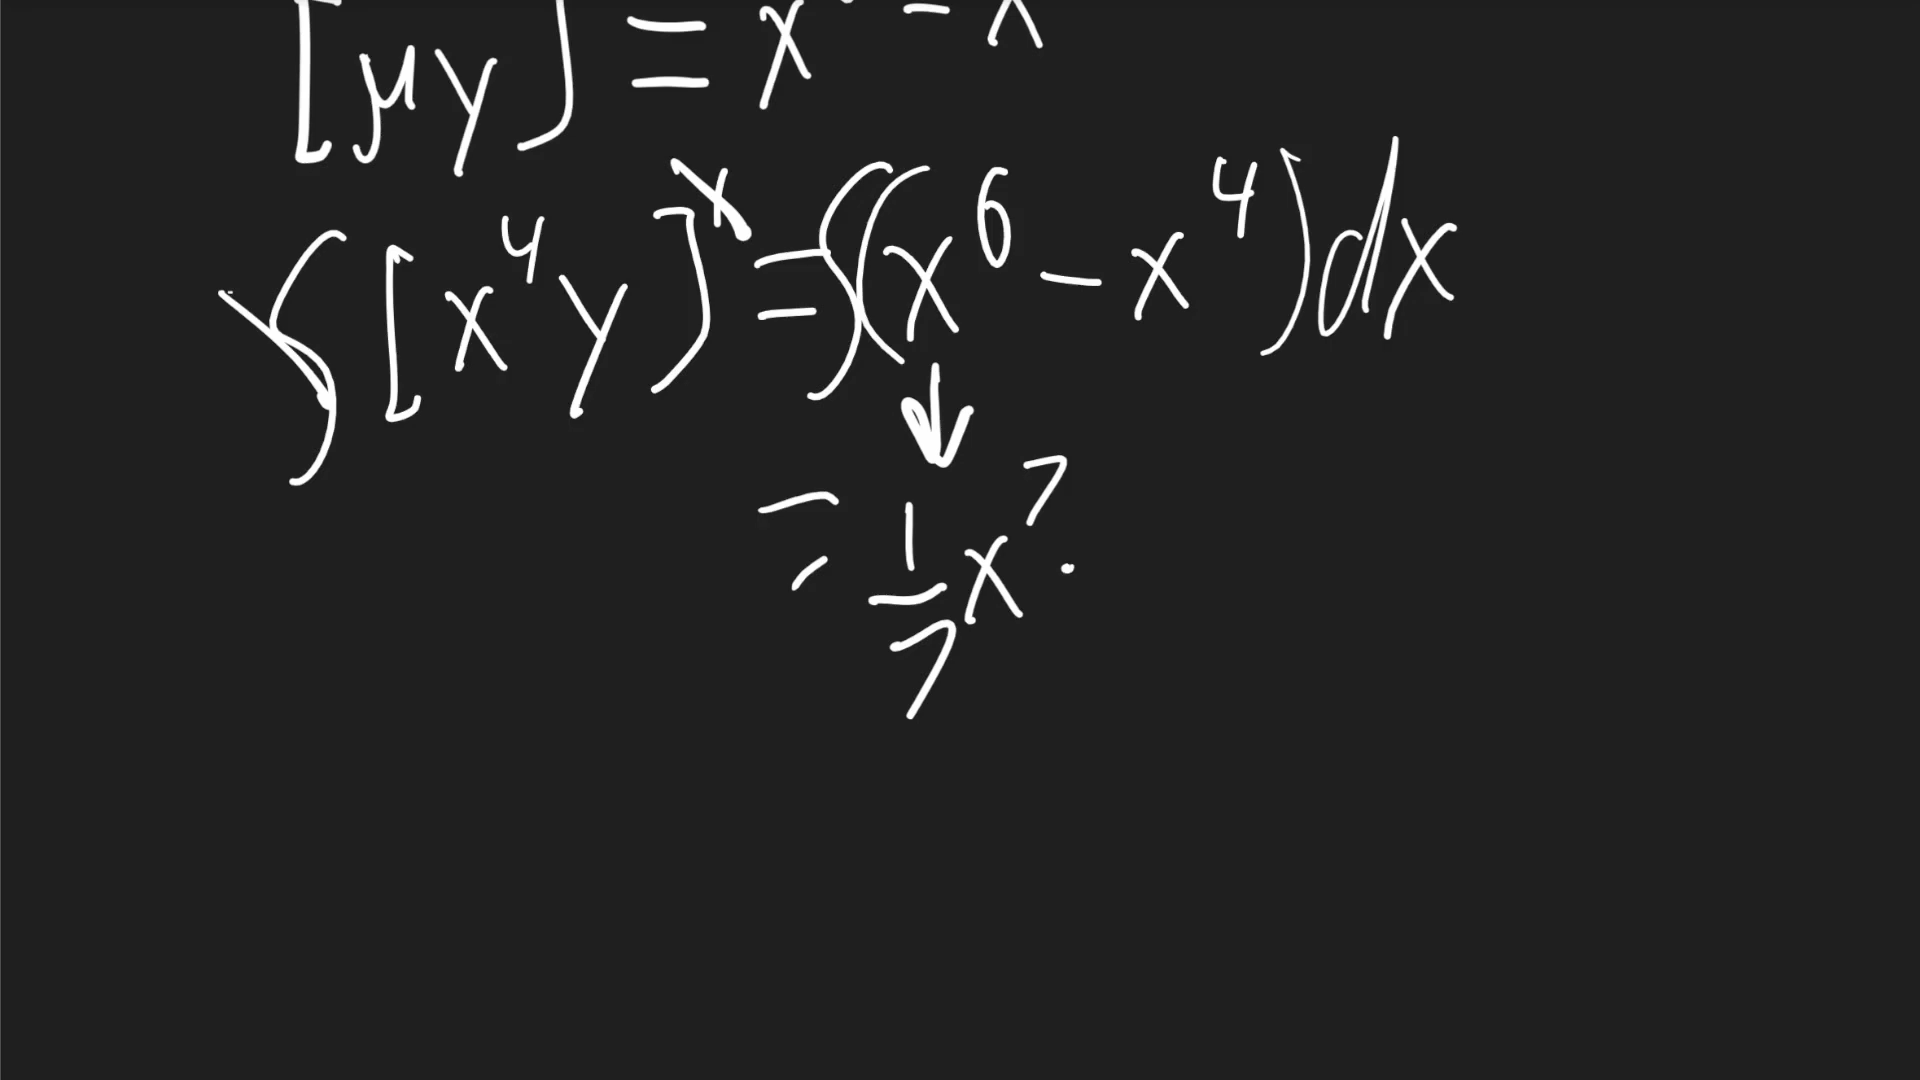 [μy] = x – x
∫[x⁴y]ˣ = ∫(x⁶ – x⁴)dx
↓
= 1/7 x⁷ .